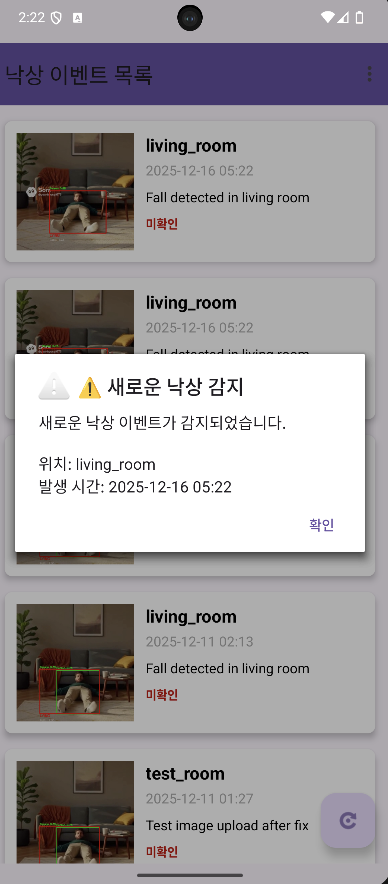 2:22
낙상 이벤트 목록
living_room
2025-12-16 05:22
Fall detected in living room
미확인
living_room
2025-12-16 05:22
Fall detected in living room
⚠️ 새로운 낙상 감지
새로운 낙상 이벤트가 감지되었습니다.
위치: living_room
발생 시간: 2025-12-16 05:22
확인
living_room
2025-12-11 02:13
Fall detected in living room
미확인
test_room
2025-12-11 01:27
Test image upload after fix
미확인